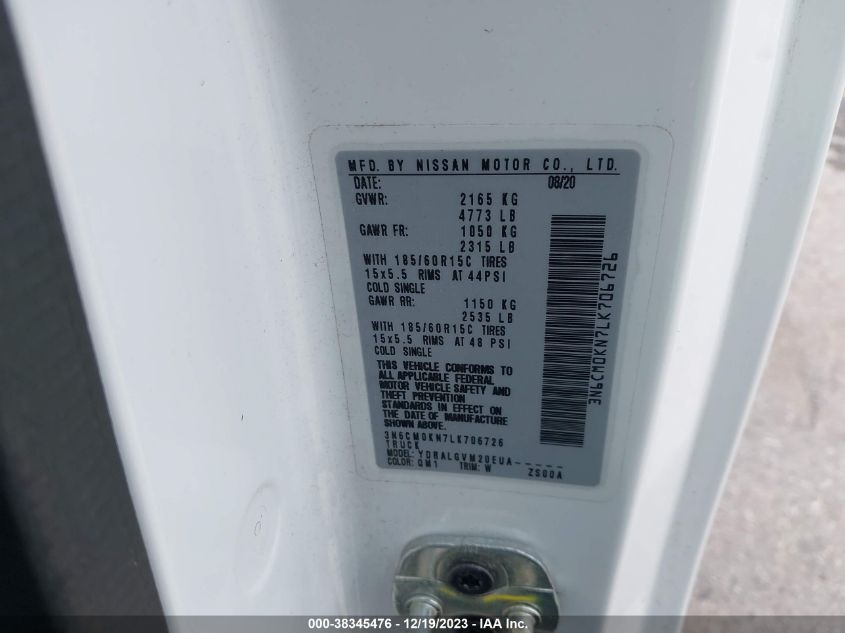 MFD. BY NISSAN MOTOR CO., LTD.
DATE: 08/20
GVWR: 2165 KG
4773 LB
GAWR FR: 1050 KG
2315 LB
WITH 185/60R15C TIRES
15x5.5 RIMS AT 44PSI
COLD SINGLE
GAWR RR: 1150 KG
2535 LB
WITH 185/60R15C TIRES
15x5.5 RIMS AT 48 PSI
COLD SINGLE
THIS VEHICLE CONFORMS TO
ALL APPLICABLE FEDERAL
MOTOR VEHICLE SAFETY AND
THEFT PREVENTION
STANDARDS IN EFFECT ON
THE DATE OF MANUFACTURE
SHOWN ABOVE.
3N6CM0KN7LK706726
TRUCK
MODEL: YDRALGVM20EUA-----
COLOR: QM1 TRIM: W ZS00A
3N6CM0KN7LK706726
000-38345476 - 12/19/2023 - IAA Inc.